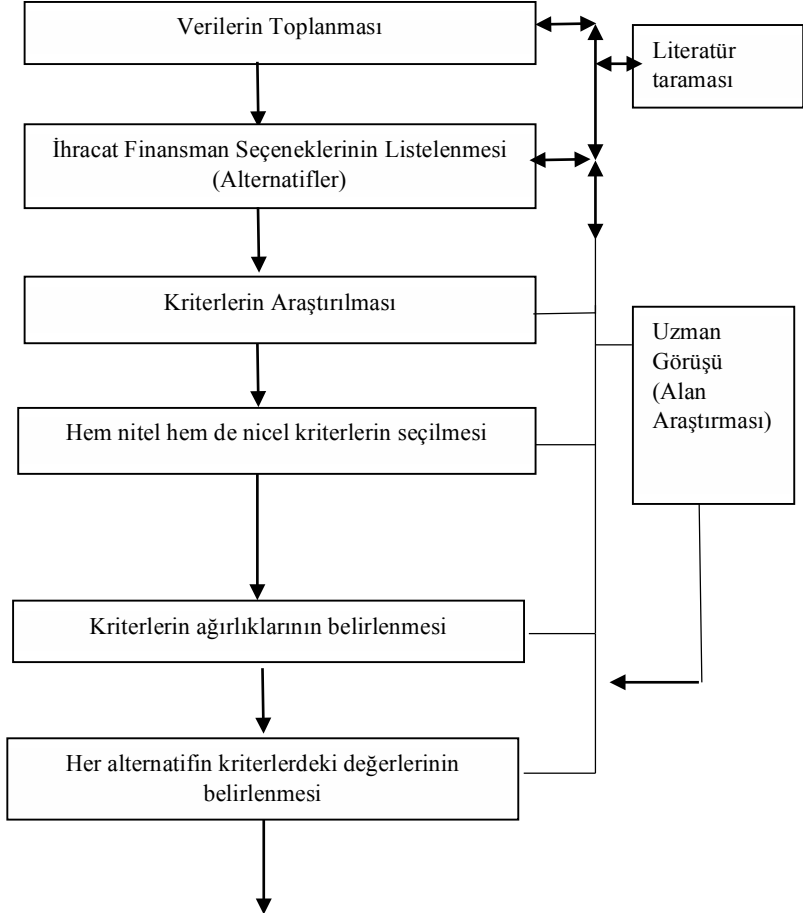 Verilerin Toplanması
Literatür
taraması
İhracat Finansman Seçeneklerinin Listelenmesi
(Alternatifler)
Kriterlerin Araştırılması
Uzman
Görüşü
(Alan
Araştırması)
Hem nitel hem de nicel kriterlerin seçilmesi
Kriterlerin ağırlıklarının belirlenmesi
Her alternatifin kriterlerdeki değerlerinin
belirlenmesi